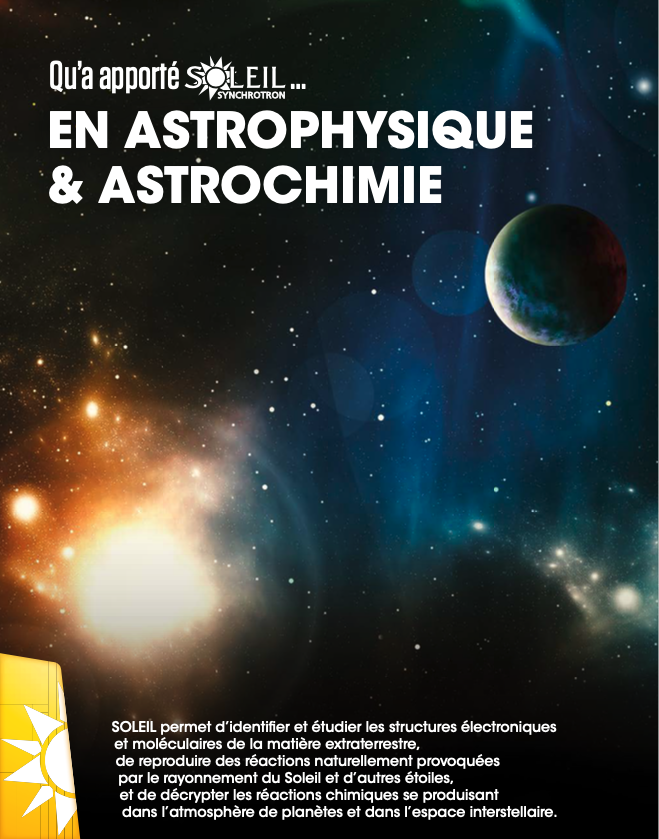 Qu'a apporté SOLEIL...
SYNCHROTRON
EN ASTROPHYSIQUE
& ASTROCHIMIE
SOLEIL permet d'identifier et étudier les structures électroniques
et moléculaires de la matière extraterrestre,
de reproduire des réactions naturellement provoquées
par le rayonnement du Soleil et d'autres étoiles,
et de décrypter les réactions chimiques se produisant
dans l'atmosphère de planètes et dans l'espace interstellaire.